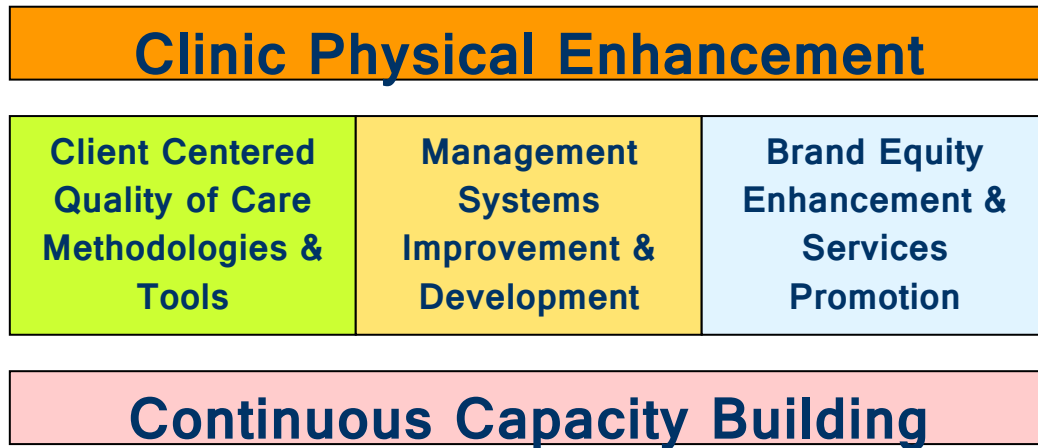 Clinic Physical Enhancement
Client Centered
Quality of Care
Methodologies &
Tools
Management
Systems
Improvement &
Development
Brand Equity
Enhancement &
Services
Promotion
Continuous Capacity Building